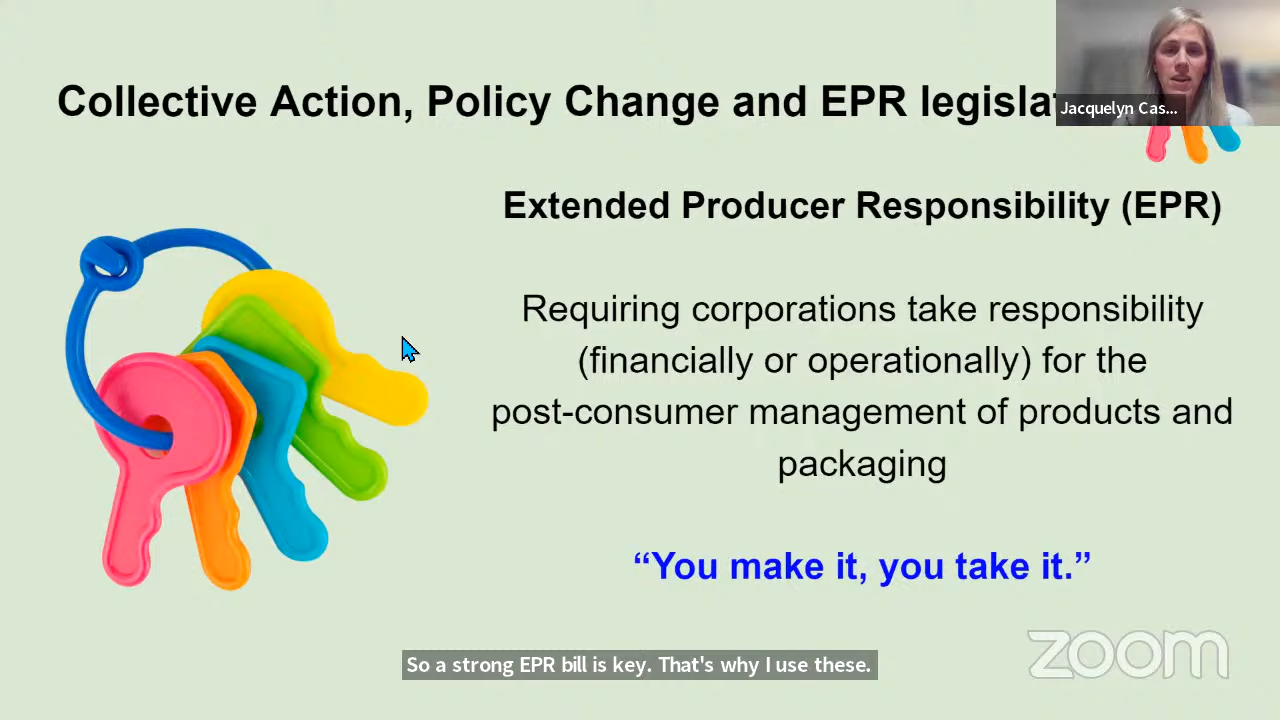 Collective Action, Policy Change and EPR legislat
Jacquelyn Cas...
Extended Producer Responsibility (EPR)
Requiring corporations take responsibility
(financially or operationally) for the
post-consumer management of products and
packaging
“You make it, you take it.”
So a strong EPR bill is key. That's why I use these.
zoom